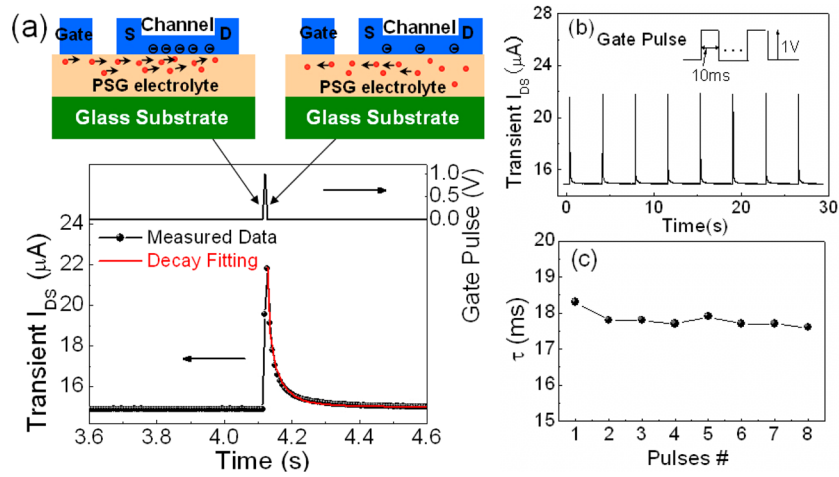 (a)
Gate S Channel D
PSG electrolyte
Glass Substrate
Gate S Channel D
PSG electrolyte
Glass Substrate
1.0
0.5
0.0
Gate Pulse (V)
Measured Data
Decay Fitting
Transient I_DS (μA)
24
22
20
18
16
3.6 3.8 4.0 4.2 4.4 4.6
Time (s)
(b)
Gate Pulse
1V
10ms
Transient I_DS (μA)
28
24
20
16
0 10 20 30
Time(s)
(c)
τ (ms)
20
19
18
17
16
15
1 2 3 4 5 6 7 8
Pulses #